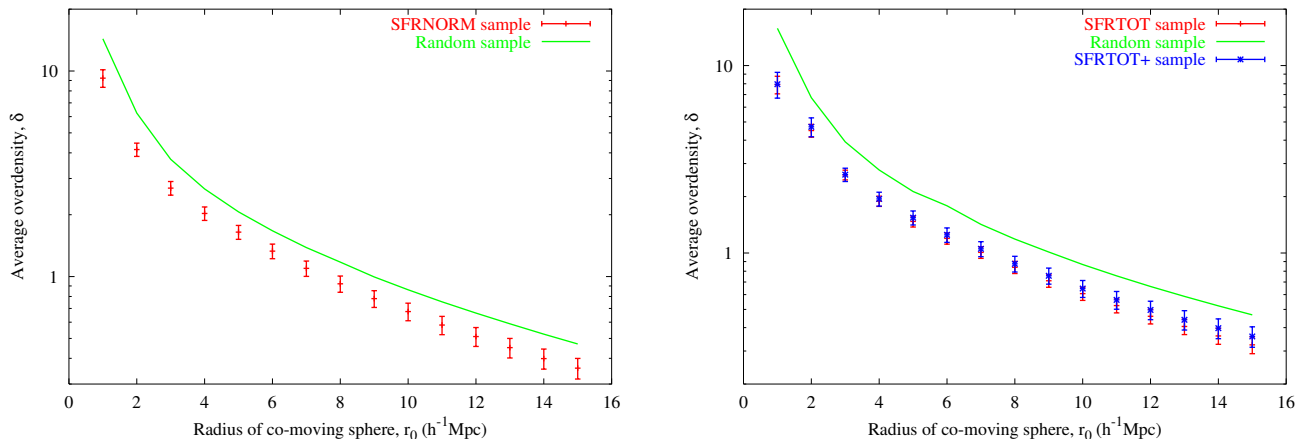 SFRNORM sample
Random sample
10
1
Average overdensity, δ
0 2 4 6 8 10 12 14 16
Radius of co-moving sphere, r0 (h-1Mpc)
SFRTOT sample
Random sample
SFRTOT+ sample
10
1
Average overdensity, δ
0 2 4 6 8 10 12 14 16
Radius of co-moving sphere, r0 (h-1Mpc)